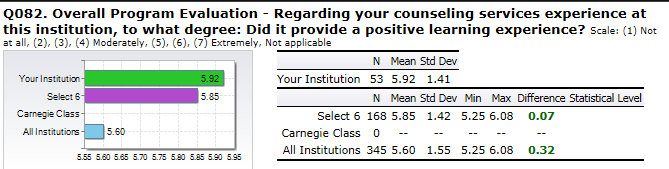 Q082. Overall Program Evaluation - Regarding your counseling services experience at
this institution, to what degree: Did it provide a positive learning experience? Scale: (1) Not
at all, (2), (3), (4) Moderately, (5), (6), (7) Extremely, Not applicable
Your Institution 5.92
Select 6 5.85
Carnegie Class
All Institutions 5.60
5.55 5.60 5.65 5.70 5.75 5.80 5.85 5.90 5.95
N Mean Std Dev
Your Institution 53 5.92 1.41
N Mean Std Dev Min Max Difference Statistical Level
Select 6 168 5.85 1.42 5.25 6.08 0.07
Carnegie Class 0 -- -- -- -- --
All Institutions 345 5.60 1.55 5.25 6.08 0.32